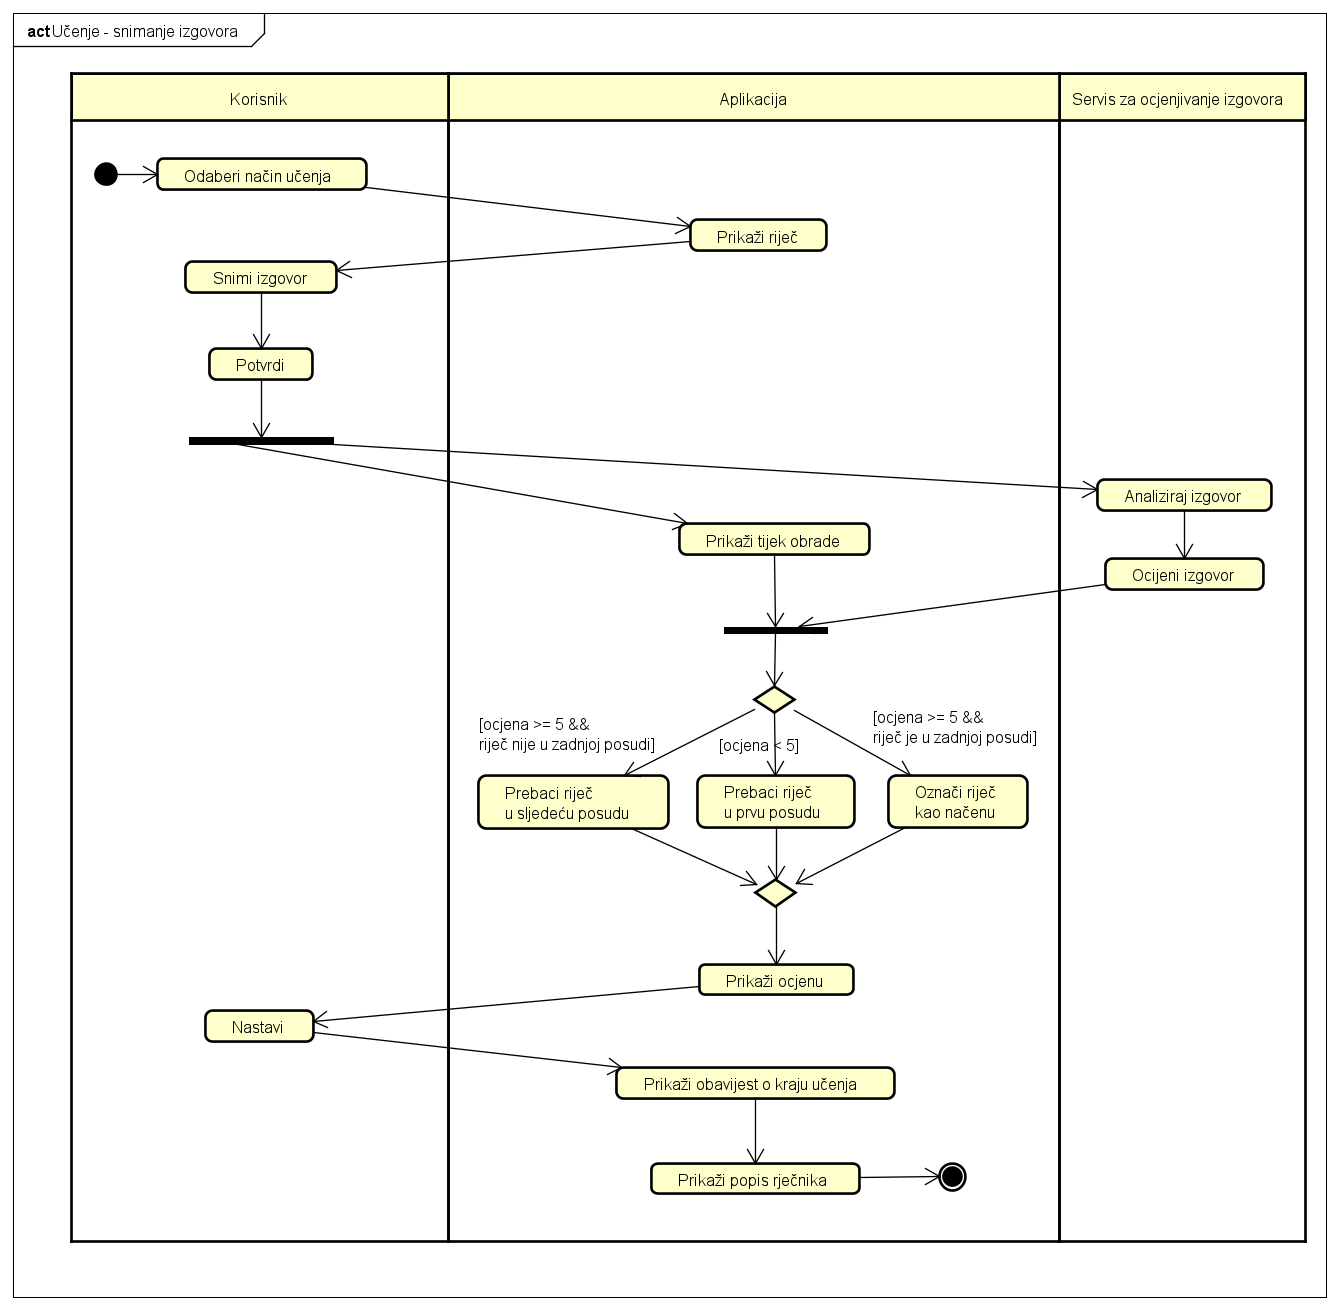 act Učenje - snimanje izgovora
Korisnik
Aplikacija
Servis za ocjenjivanje izgovora
Odaberi način učenja
Prikaži riječ
Snimi izgovor
Potvrdi
Analiziraj izgovor
Prikaži tijek obrade
Ocijeni izgovor
[ocjena >= 5 &&
riječ nije u zadnjoj posudi]
[ocjena < 5]
[ocjena >= 5 &&
riječ je u zadnjoj posudi]
Prebaci riječ
u sljedeću posudu
Prebaci riječ
u prvu posudu
Označi riječ
kao načenu
Prikaži ocjenu
Nastavi
Prikaži obavijest o kraju učenja
Prikaži popis rječnika